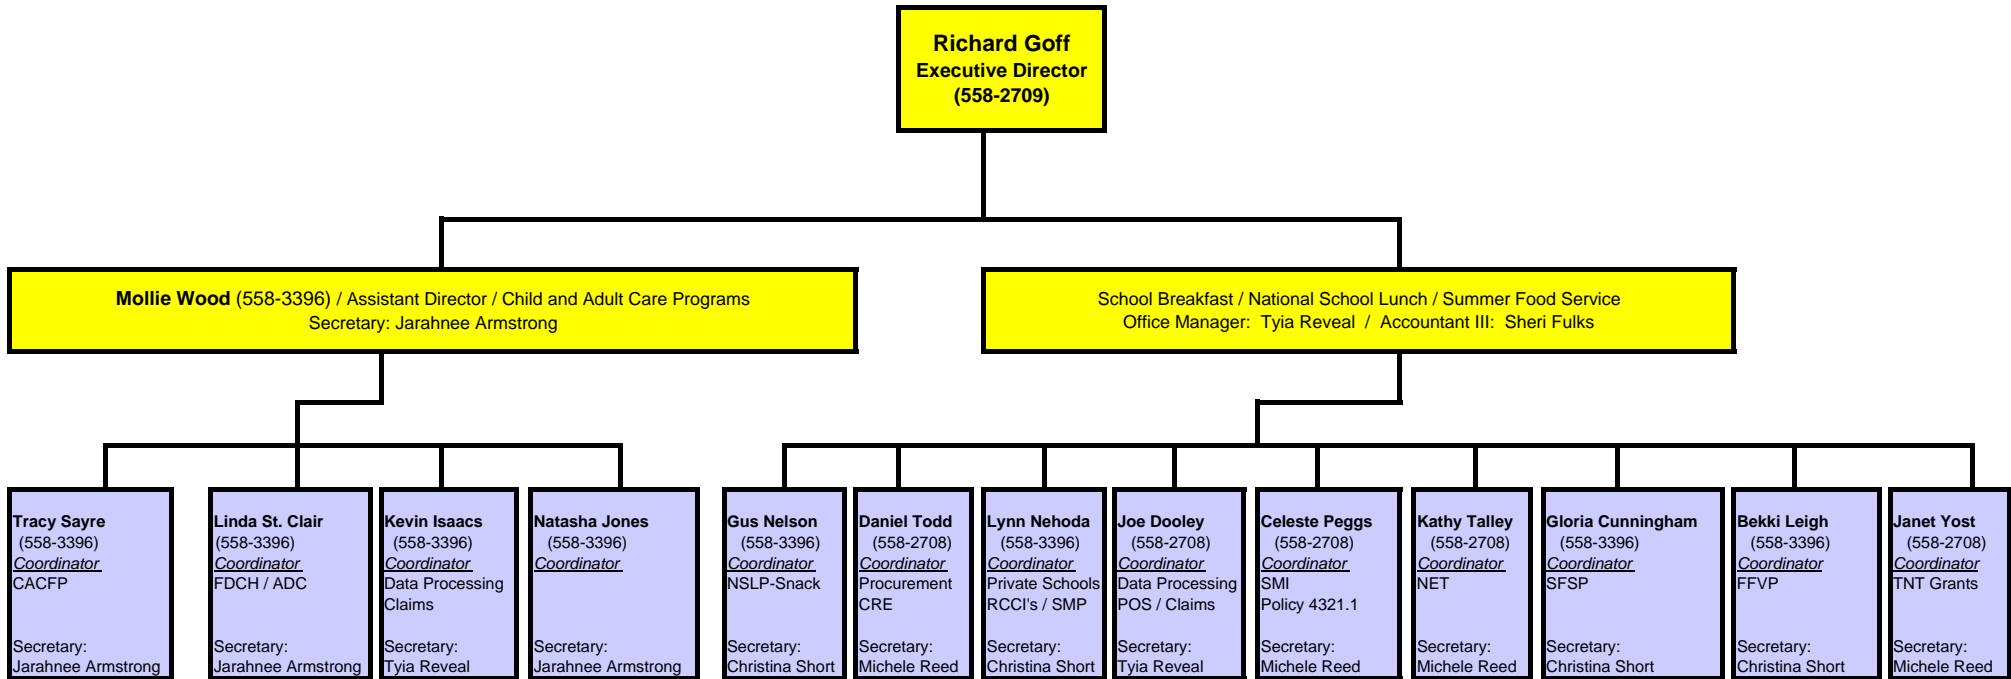 Richard Goff
Executive Director
(558-2709)
Mollie Wood (558-3396) / Assistant Director / Child and Adult Care Programs
Secretary: Jarahnee Armstrong
School Breakfast / National School Lunch / Summer Food Service
Office Manager: Tyia Reveal / Accountant III: Sheri Fulks
Tracy Sayre
(558-3396)
Coordinator
CACFP
Secretary:
Jarahnee Armstrong
Linda St. Clair
(558-3396)
Coordinator
FDCH / ADC
Secretary:
Jarahnee Armstrong
Kevin Isaacs
(558-3396)
Coordinator
Data Processing
Claims
Secretary:
Tyia Reveal
Natasha Jones
(558-3396)
Coordinator
Secretary:
Jarahnee Armstrong
Gus Nelson
(558-3396)
Coordinator
NSLP-Snack
Secretary:
Christina Short
Daniel Todd
(558-2708)
Coordinator
Procurement
CRE
Secretary:
Michele Reed
Lynn Nehoda
(558-3396)
Coordinator
Private Schools
RCCI's / SMP
Secretary:
Christina Short
Joe Dooley
(558-2708)
Coordinator
Data Processing
POS / Claims
Secretary:
Tyia Reveal
Celeste Peggs
(558-2708)
Coordinator
SMI
Policy 4321.1
Secretary:
Michele Reed
Kathy Talley
(558-2708)
Coordinator
NET
Secretary:
Michele Reed
Gloria Cunningham
(558-3396)
Coordinator
SFSP
Secretary:
Christina Short
Bekki Leigh
(558-3396)
Coordinator
FFVP
Secretary:
Christina Short
Janet Yost
(558-2708)
Coordinator
TNT Grants
Secretary:
Michele Reed